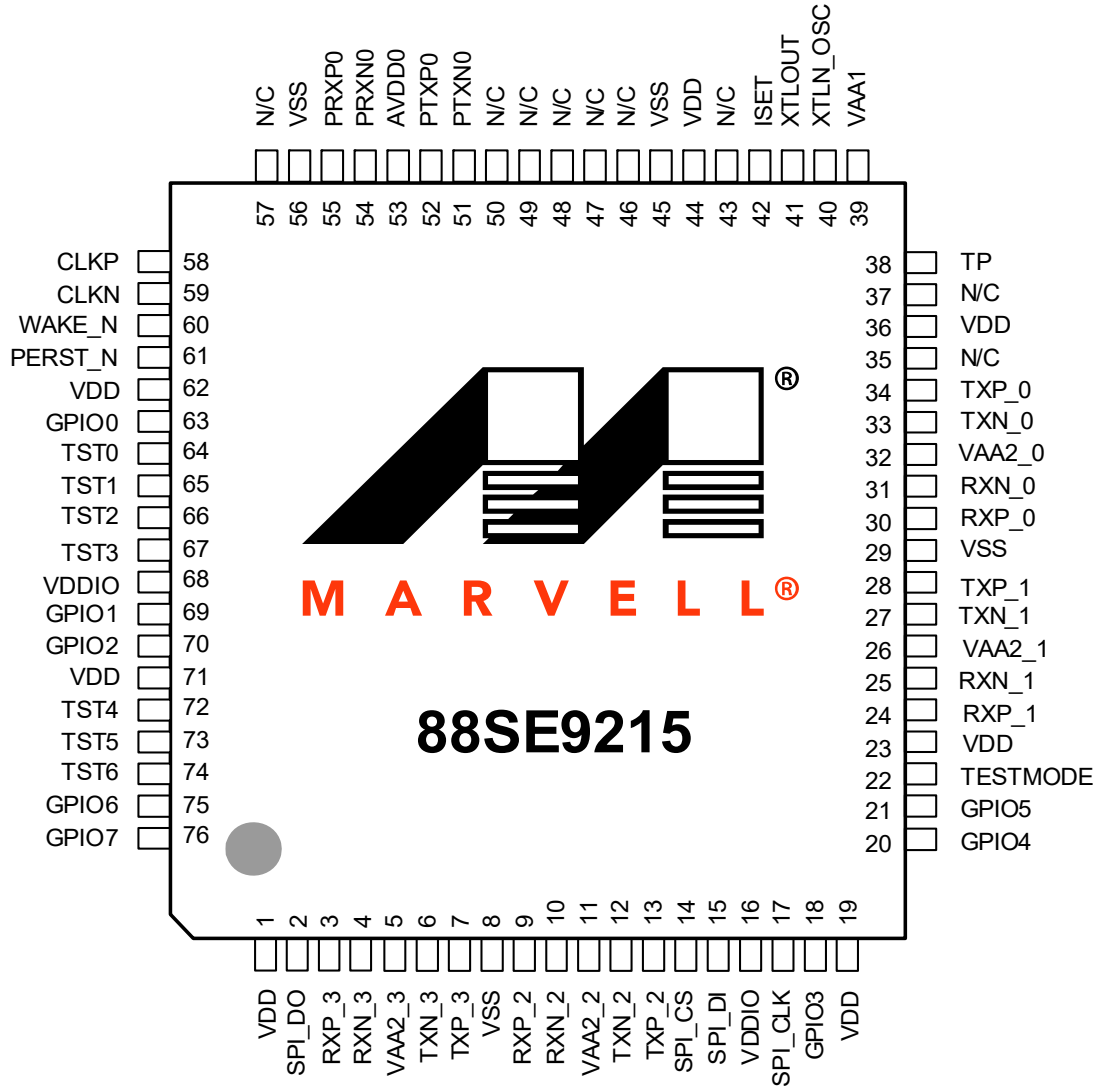 N/C VSS PRXP0 PRXN0 AVDD0 PTXP0 PTXN0 N/C N/C N/C N/C N/C VSS VDD N/C ISET XTLOUT XTLN_OSC VAA1
57 56 55 54 53 52 51 50 49 48 47 46 45 44 43 42 41 40 39
CLKP 58
CLKN 59
WAKE_N 60
PERST_N 61
VDD 62
GPIO0 63
TST0 64
TST1 65
TST2 66
TST3 67
VDDIO 68
GPIO1 69
GPIO2 70
VDD 71
TST4 72
TST5 73
TST6 74
GPIO6 75
GPIO7 76
®
MARVELL®
88SE9215
38 TP
37 N/C
36 VDD
35 N/C
34 TXP_0
33 TXN_0
32 VAA2_0
31 RXN_0
30 RXP_0
29 VSS
28 TXP_1
27 TXN_1
26 VAA2_1
25 RXN_1
24 RXP_1
23 VDD
22 TESTMODE
21 GPIO5
20 GPIO4
1 2 3 4 5 6 7 8 9 10 11 12 13 14 15 16 17 18 19
VDD SPI_DO RXP_3 RXN_3 VAA2_3 TXN_3 TXP_3 VSS RXP_2 RXN_2 VAA2_2 TXN_2 TXP_2 SPI_CS SPI_DI VDDIO SPI_CLK GPIO3 VDD